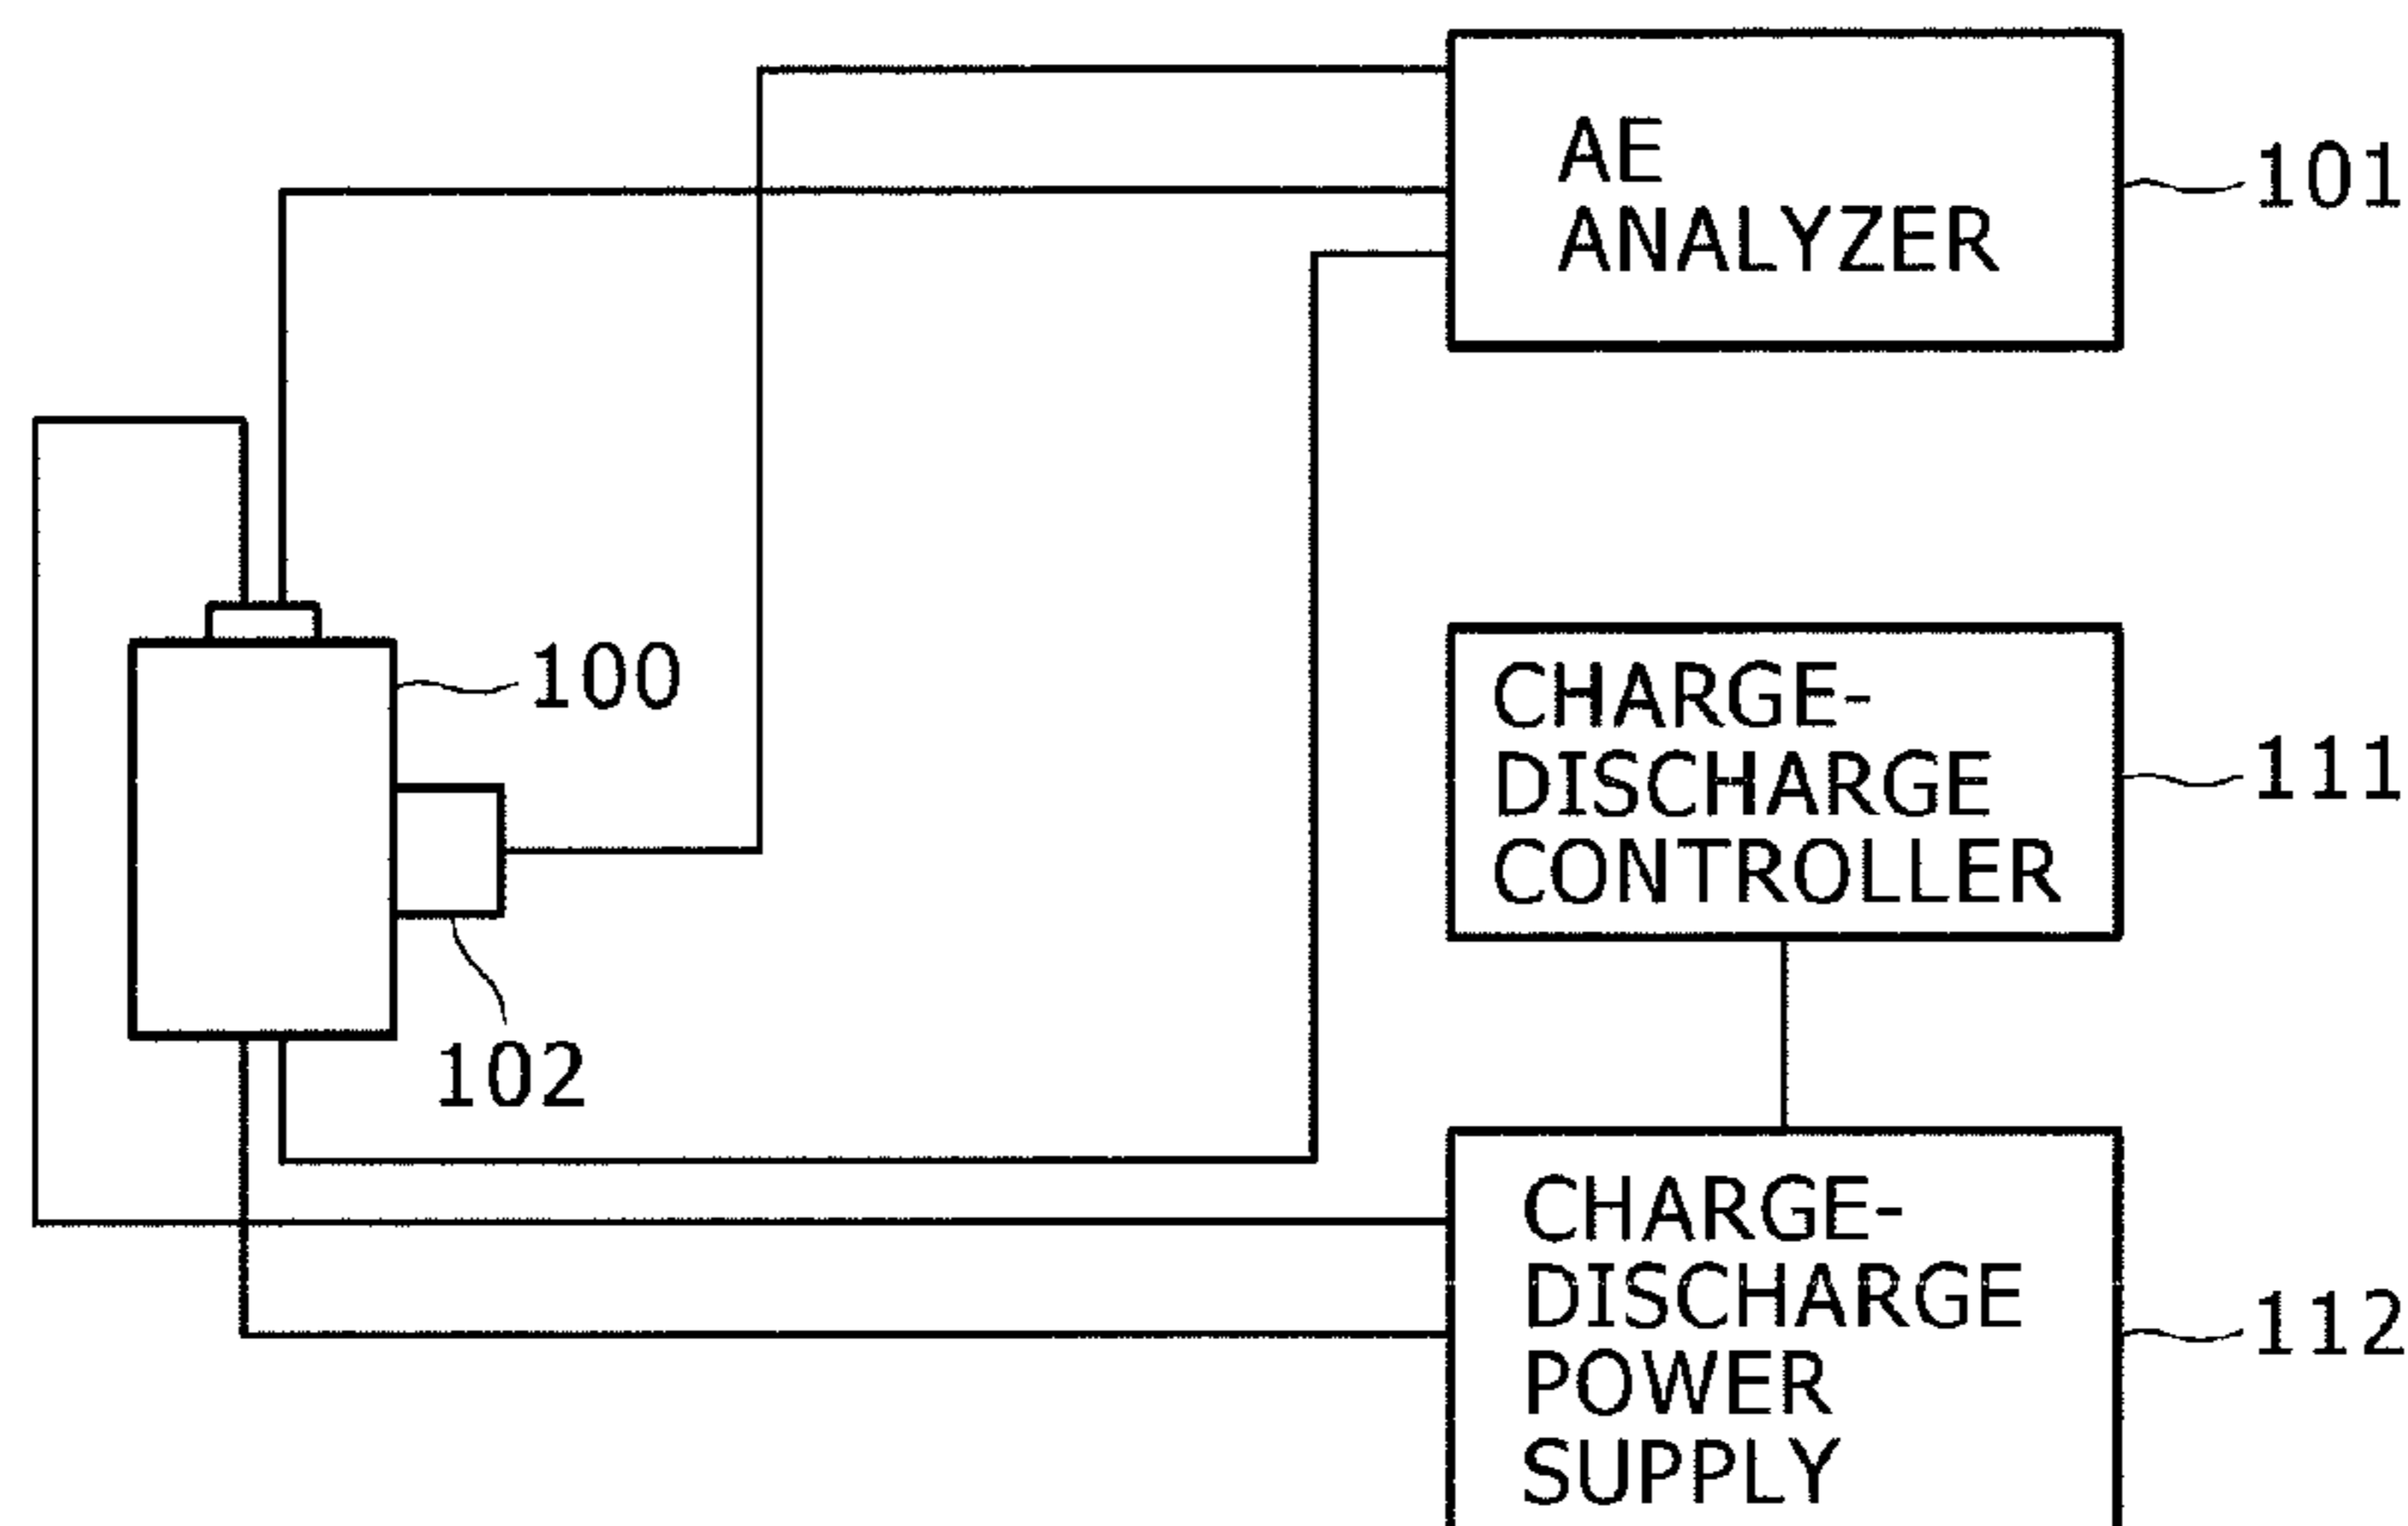 AE
ANALYZER
101
100
CHARGE-
DISCHARGE
CONTROLLER
111
102
CHARGE-
DISCHARGE
POWER
SUPPLY
112